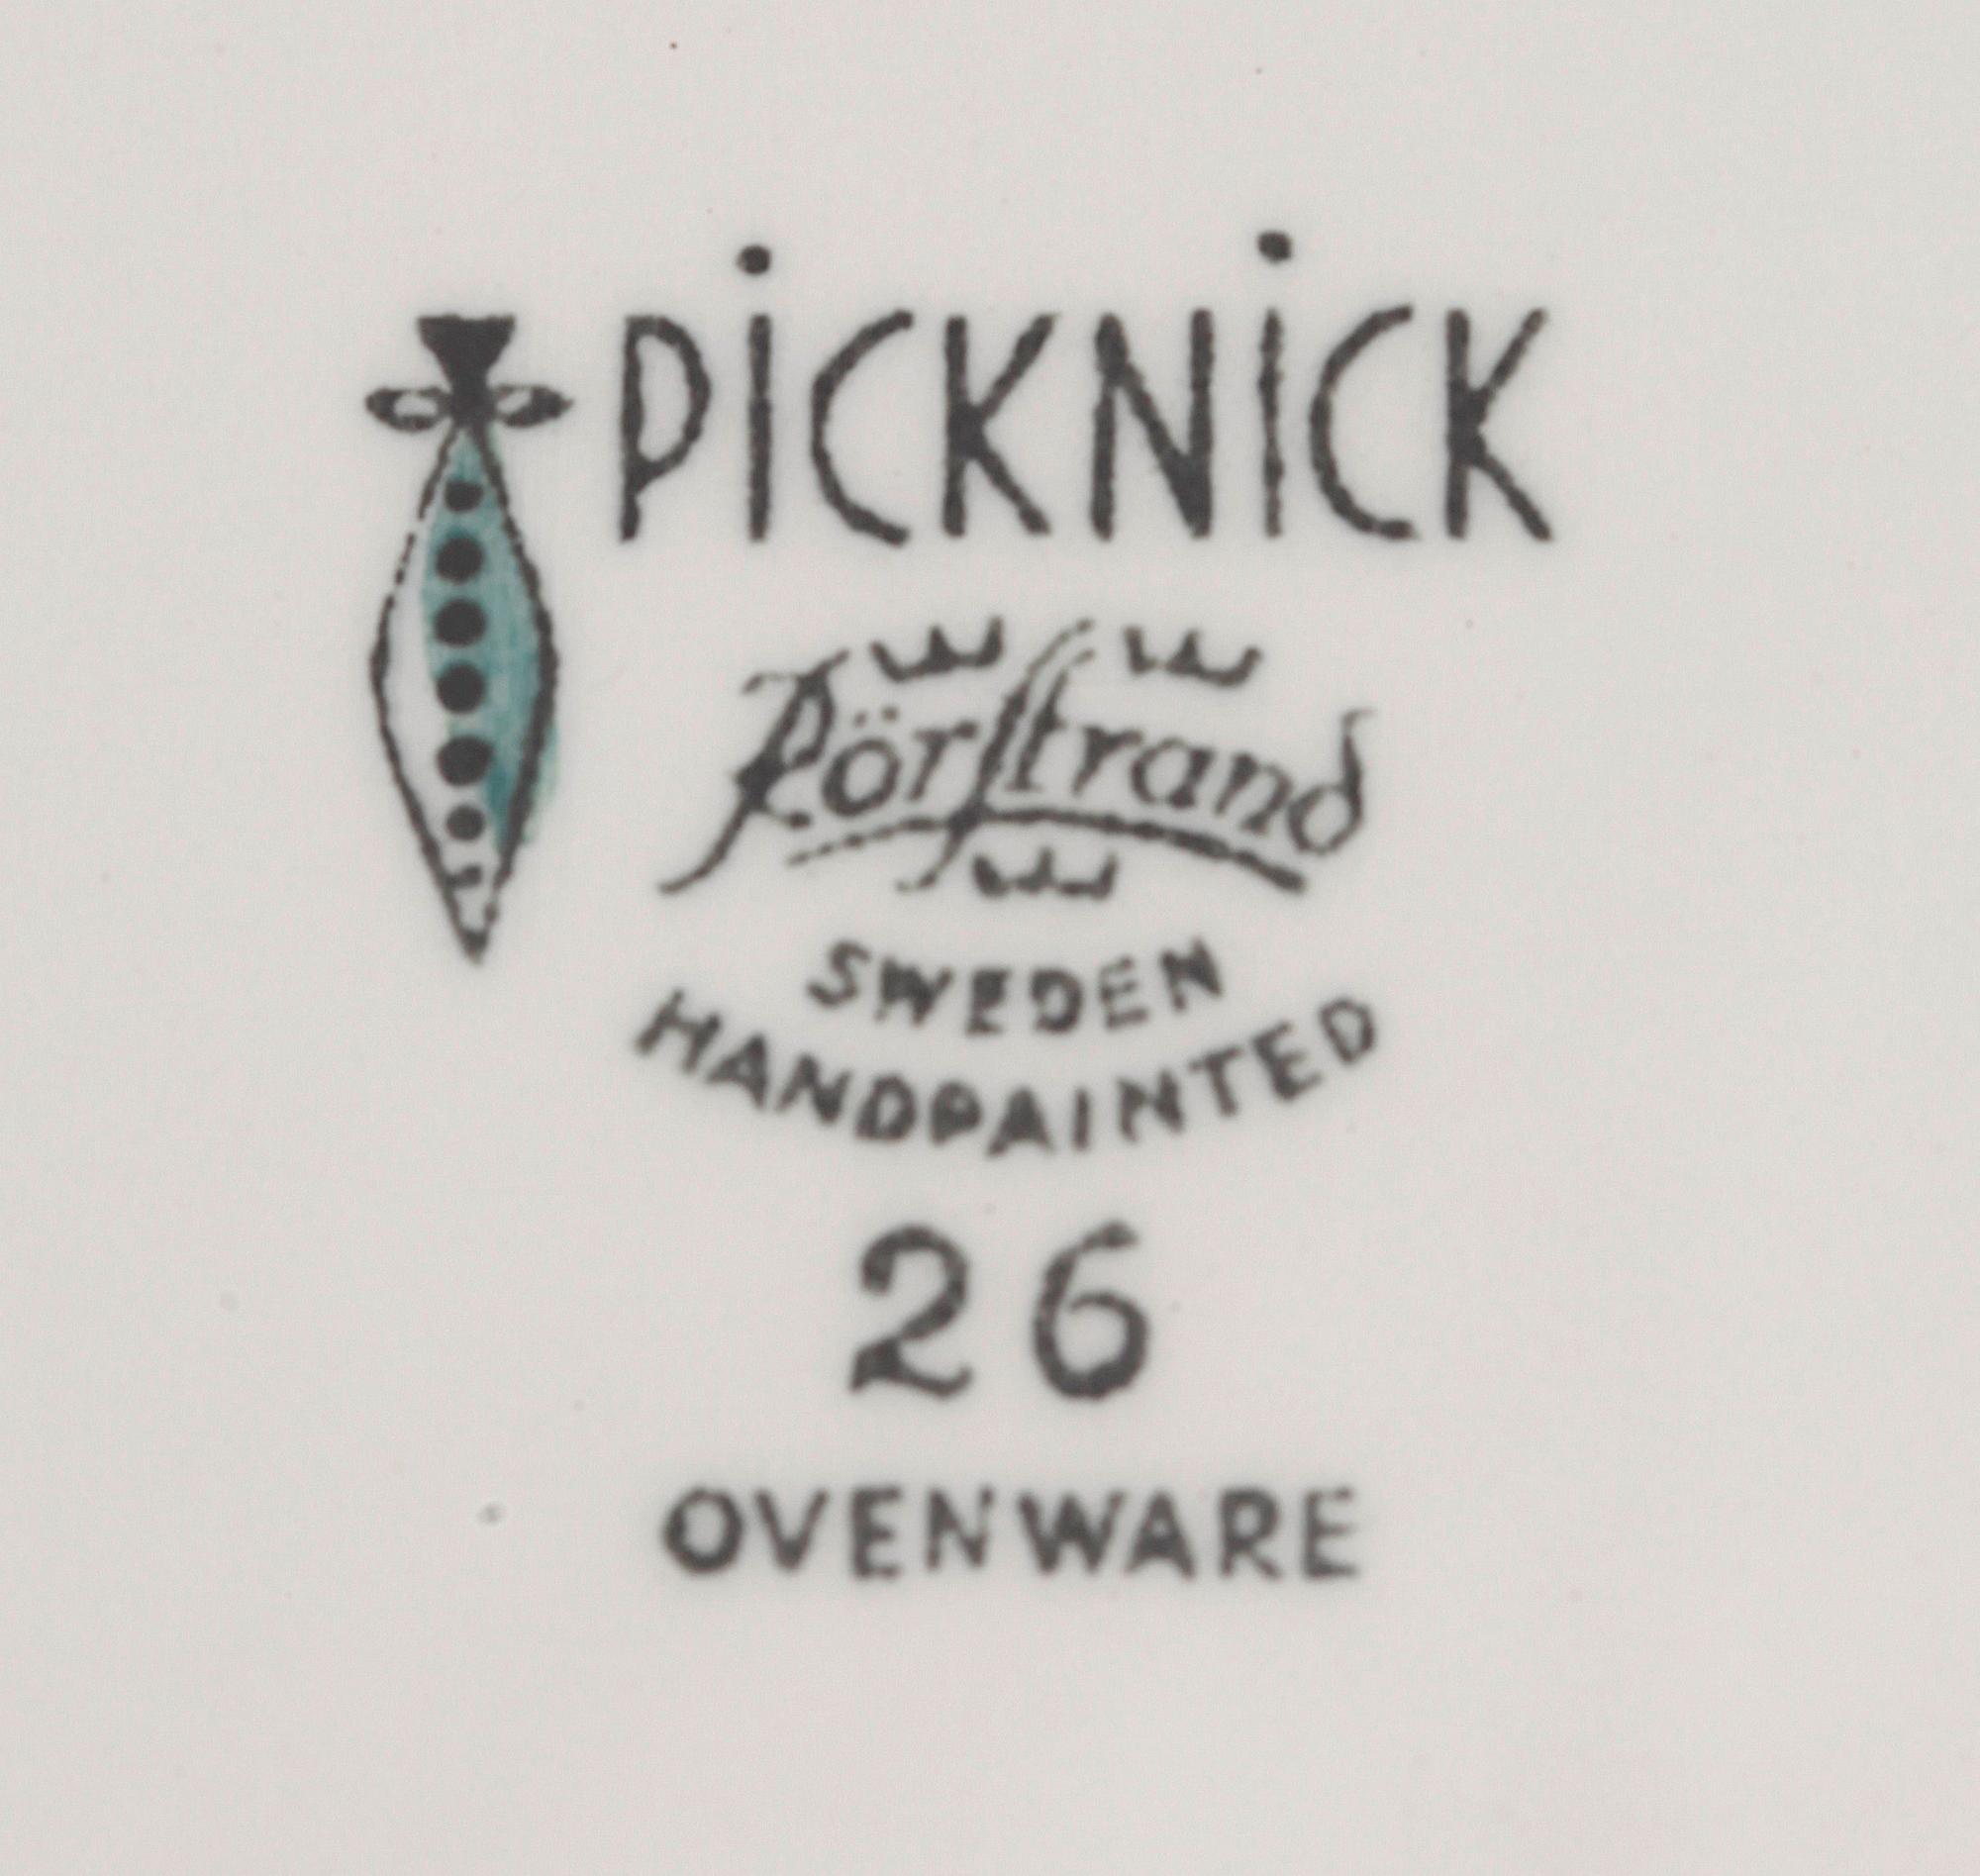 PiCKNiCK
Rörstrand
SWEDEN
HANDPAINTED
26
OVENWARE